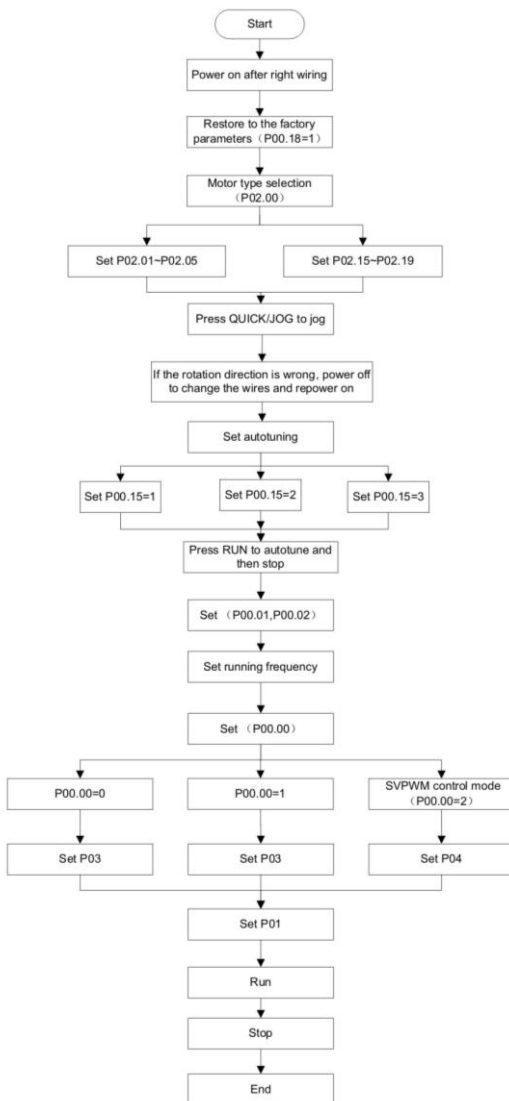 Start
Power on after right wiring
Restore to the factory
parameters（P00.18=1）
Motor type selection
（P02.00）
Set P02.01~P02.05
Set P02.15~P02.19
Press QUICK/JOG to jog
If the rotation direction is wrong, power off
to change the wires and repower on
Set autotuning
Set P00.15=1
Set P00.15=2
Set P00.15=3
Press RUN to autotune and
then stop
Set （P00.01,P00.02）
Set running frequency
Set （P00.00）
P00.00=0
P00.00=1
SVPWM control mode
（P00.00=2）
Set P03
Set P03
Set P04
Set P01
Run
Stop
End